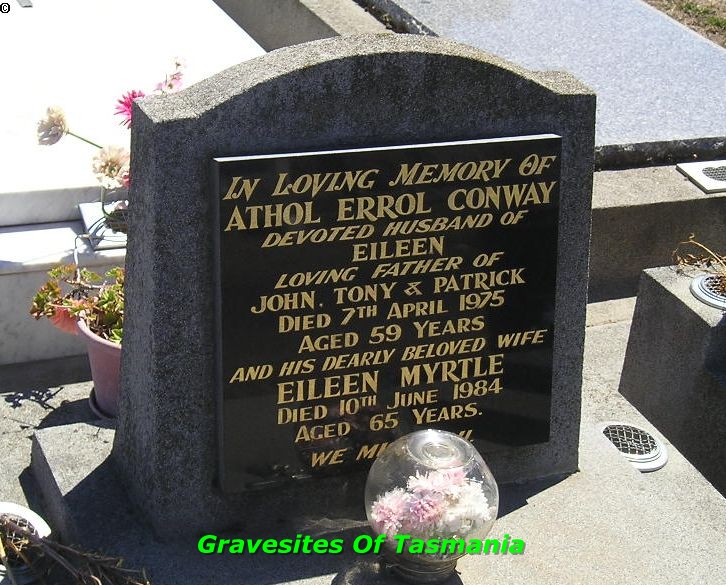 ©
IN LOVING MEMORY OF
ATHOL ERROL CONWAY
DEVOTED HUSBAND OF
EILEEN
LOVING FATHER OF
JOHN, TONY & PATRICK
DIED 7TH APRIL 1975
AGED 59 YEARS
AND HIS DEARLY BELOVED WIFE
EILEEN MYRTLE
DIED 10TH JUNE 1984
AGED 65 YEARS.
WE
Gravesites Of Tasmania